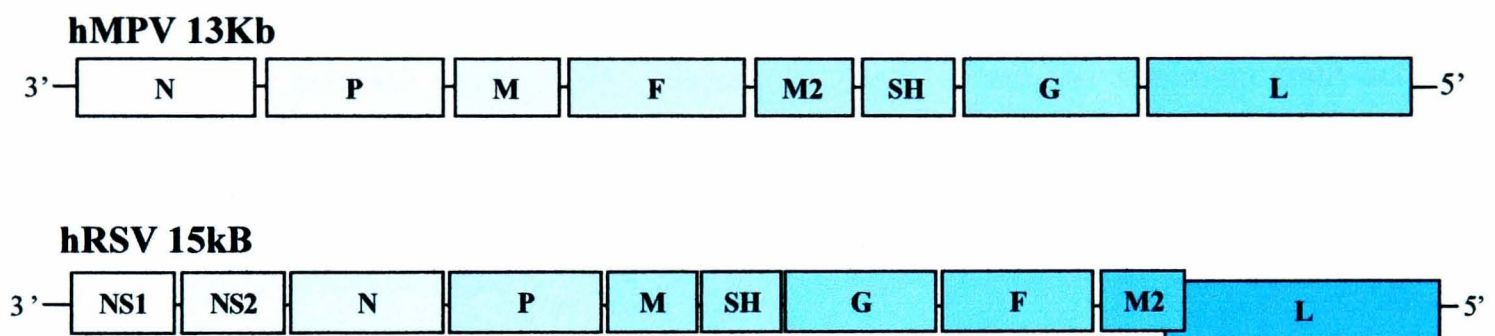 hMPV 13Kb
3’ N P M F M2 SH G L 5’
hRSV 15kB
3’ NS1 NS2 N P M SH G F M2 L 5’